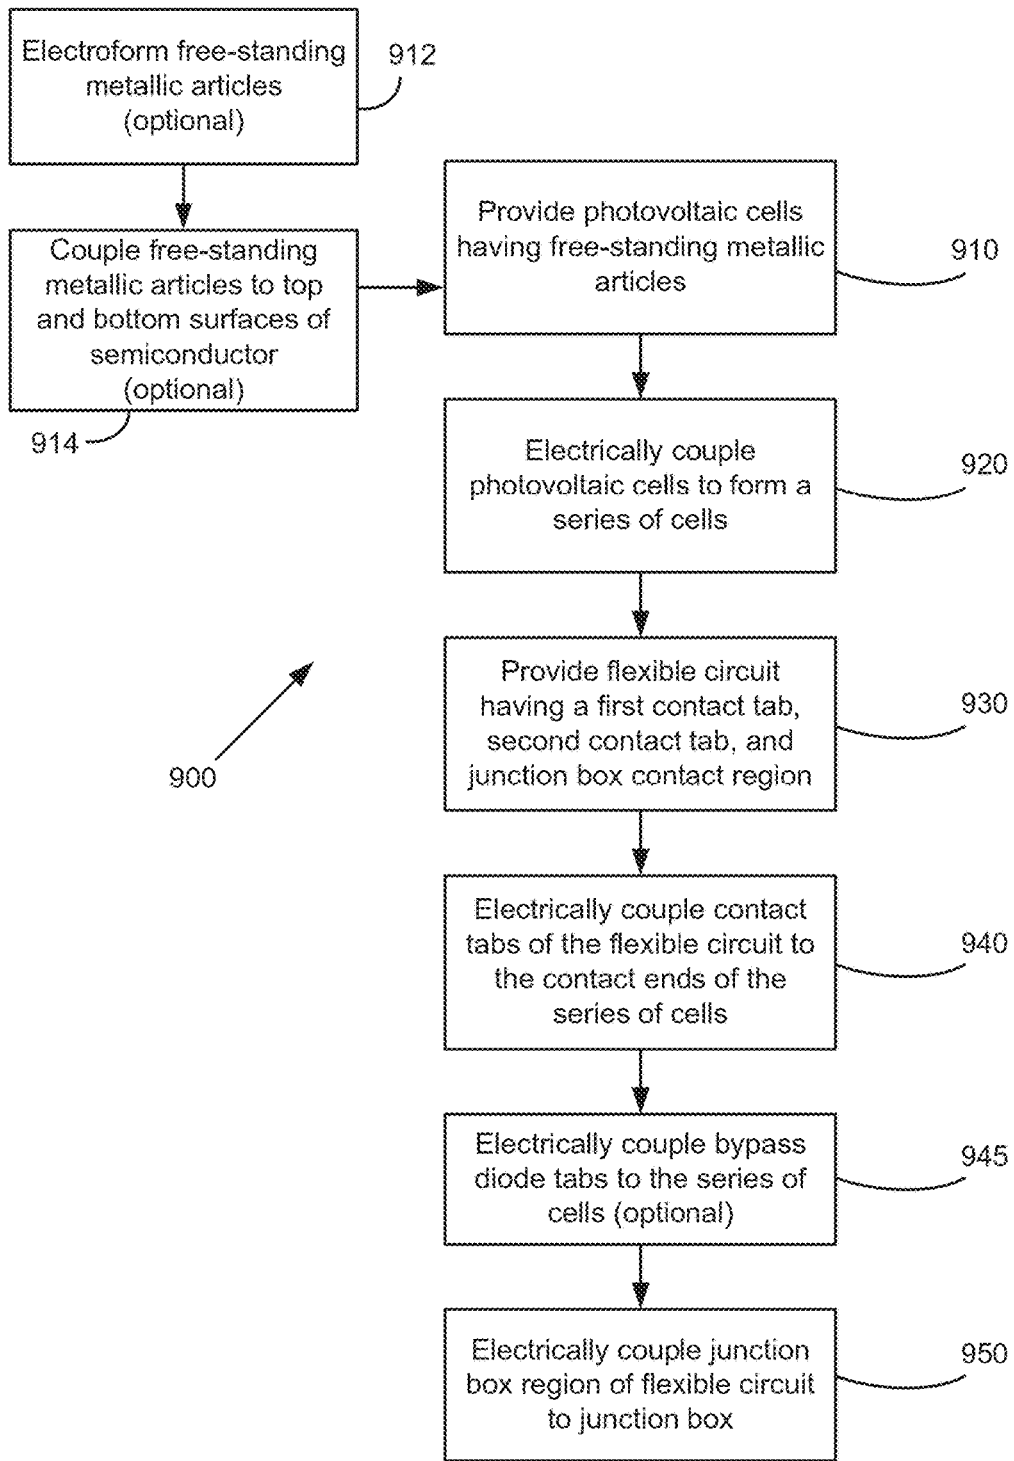 Electroform free-standing
metallic articles
(optional)
912
Couple free-standing
metallic articles to top
and bottom surfaces of
semiconductor
(optional)
914
Provide photovoltaic cells
having free-standing metallic
articles
910
Electrically couple
photovoltaic cells to form a
series of cells
920
Provide flexible circuit
having a first contact tab,
second contact tab, and
junction box contact region
930
900
Electrically couple contact
tabs of the flexible circuit to
the contact ends of the
series of cells
940
Electrically couple bypass
diode tabs to the series of
cells (optional)
945
Electrically couple junction
box region of flexible circuit
to junction box
950